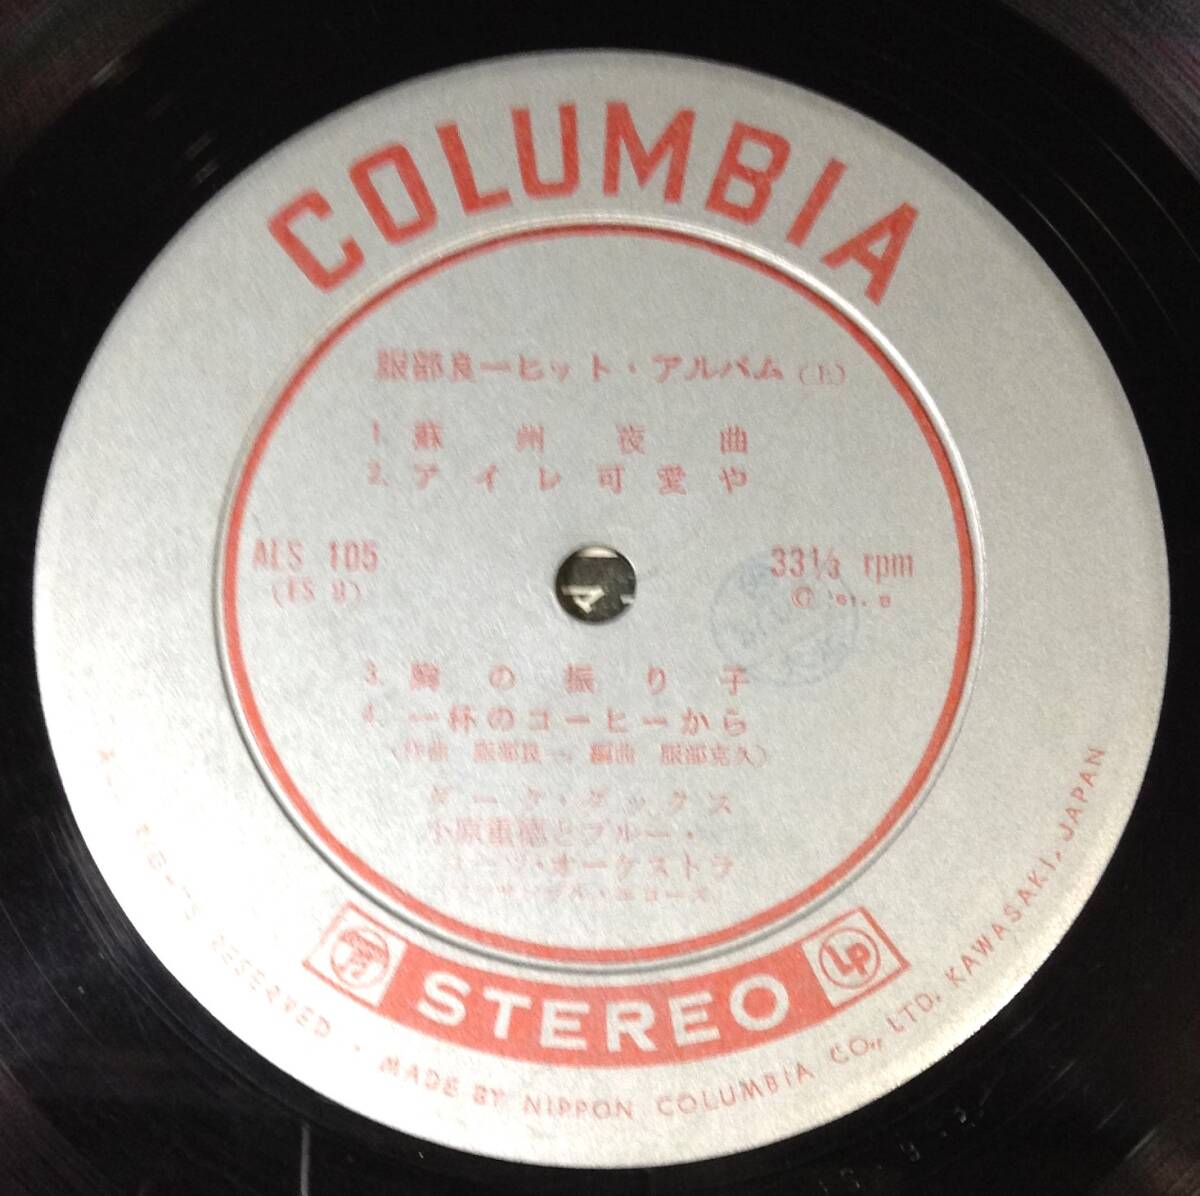 COLUMBIA
服部良一ヒット・アルバム(上)
1. 蘇州夜曲
2. アイレ可愛や
ALS 105
(ES 9)
33⅓ rpm
3. 胸の振り子
4. 一杯のコーヒーから
(作曲 服部良一, 編曲 服部克久)
ダーク・ダックス
小原重徳とブルー・
オーケストラ
STEREO
LP
RESERVED · MADE BY NIPPON COLUMBIA CO., LTD. KAWASAKI, JAPAN